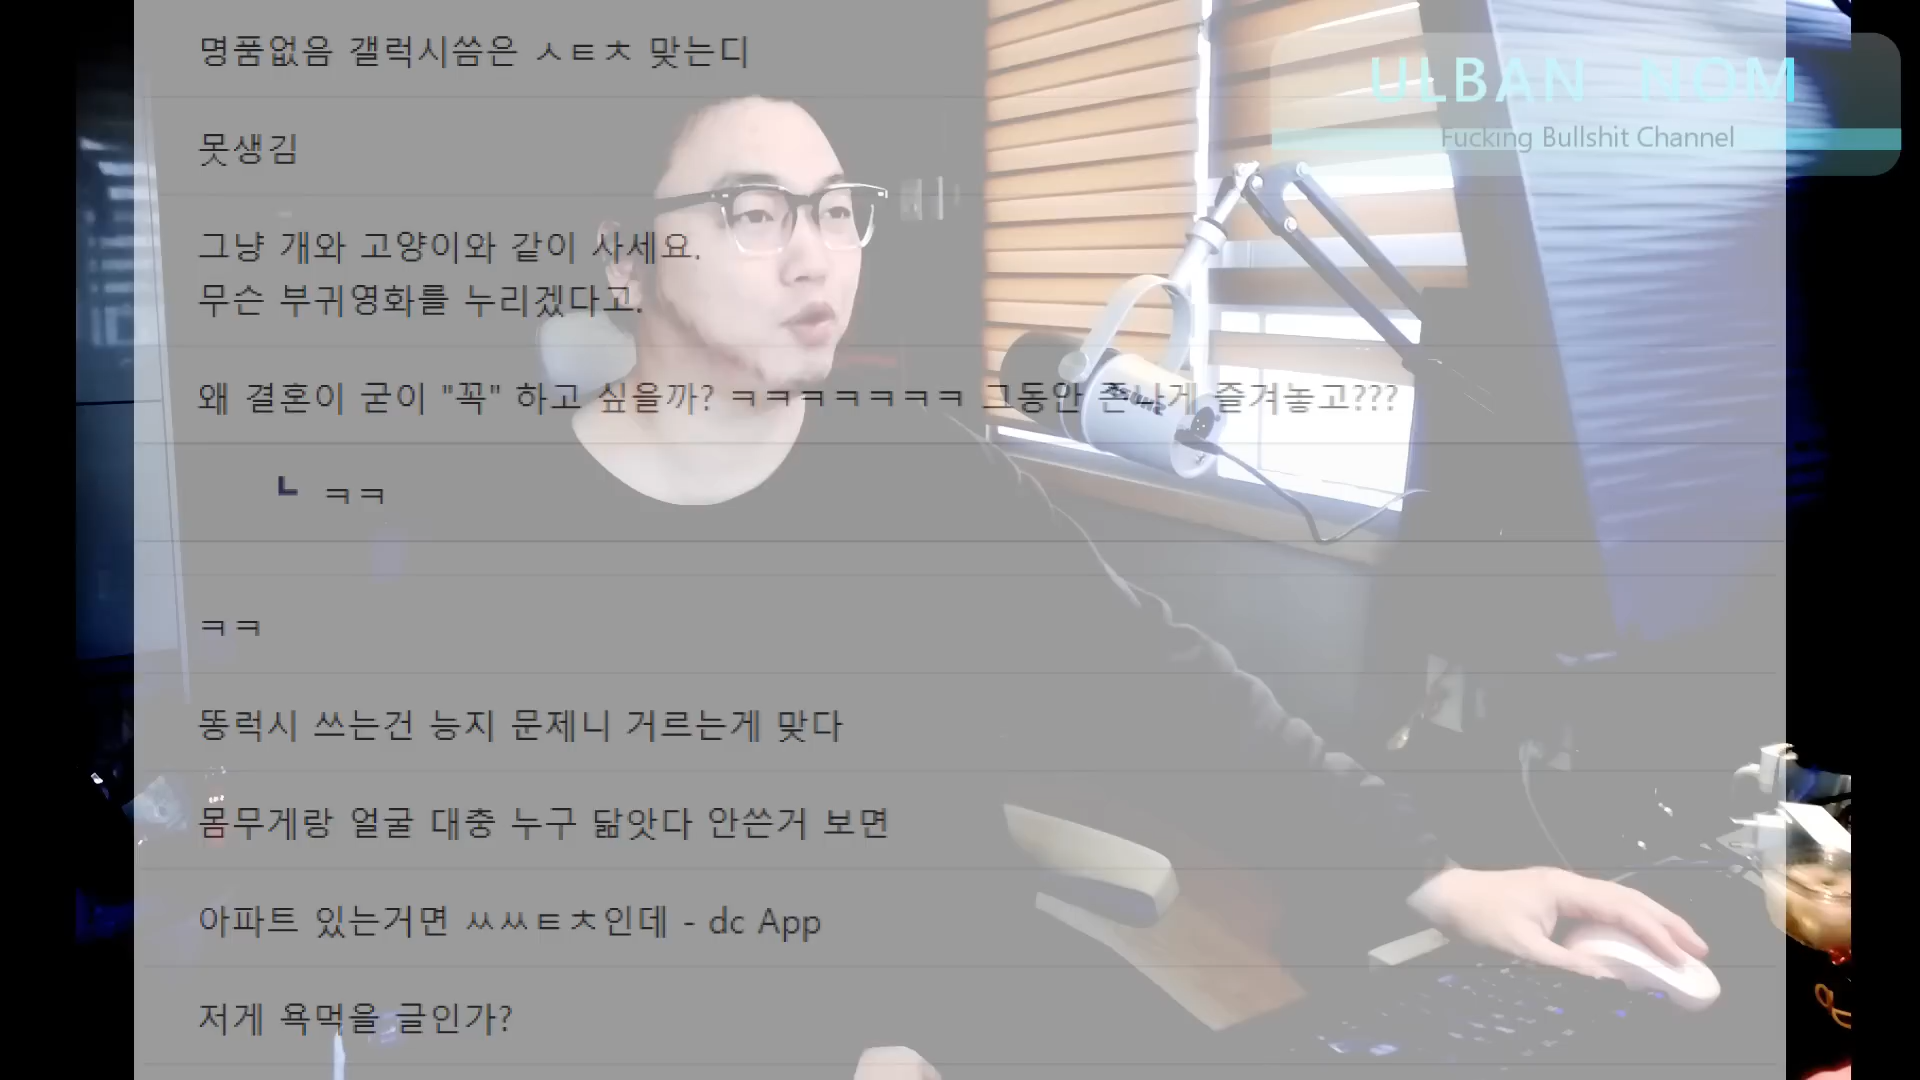 명품없음 갤럭시씀은 ㅅㅌㅊ 맞는디
ULBAN NOM
Fucking Bullshit Channel
못생김
그냥 개와 고양이와 같이 사세요.
무슨 부귀영화를 누리겠다고.
왜 결혼이 굳이 "꼭" 하고 싶을까? ㅋㅋㅋㅋㅋㅋㅋ 그동안 존나게 즐겨놓고???
ㄴ ㅋㅋ
ㅋㅋ
똥럭시 쓰는건 능지 문제니 거르는게 맞다
몸무게랑 얼굴 대충 누구 닮앗다 안쓴거 보면
아파트 있는거면 ㅆㅆㅌㅊ인데 - dc App
저게 욕먹을 글인가?